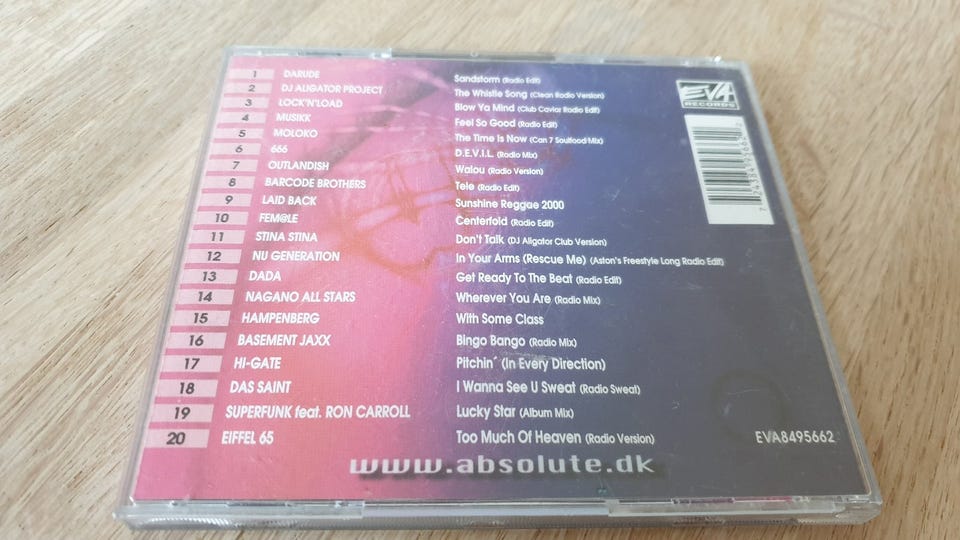 1 DARUDE Sandstorm (Radio Edit)
2 DJ ALIGATOR PROJECT The Whistle Song (Clean Radio Version)
3 LOCK'N'LOAD Blow Ya Mind (Club Caviar Radio Edit)
4 MUSIKK Feel So Good (Radio Edit)
5 MOLOKO The Time Is Now (Can 7 Soulfood Mix)
6 666 D.E.V.I.L. (Radio Mix)
7 OUTLANDISH Walou (Radio Version)
8 BARCODE BROTHERS Tele (Radio Edit)
9 LAID BACK Sunshine Reggae 2000
10 FEM@LE Centerfold (Radio Edit)
11 STINA STINA Don't Talk (DJ Aligator Club Version)
12 NU GENERATION In Your Arms (Rescue Me) (Aston's Freestyle Long Radio Edit)
13 DADA Get Ready To The Beat (Radio Edit)
14 NAGANO ALL STARS Wherever You Are (Radio Mix)
15 HAMPENBERG With Some Class
16 BASEMENT JAXX Bingo Bango (Radio Mix)
17 HI-GATE Pitchin´ (In Every Direction)
18 DAS SAINT I Wanna See U Sweat (Radio Sweat)
19 SUPERFUNK feat. RON CARROLL Lucky Star (Album Mix)
20 EIFFEL 65 Too Much Of Heaven (Radio Version)
EVA
RECORDS
7 24384 95662 2
EVA8495662
www.absolute.dk